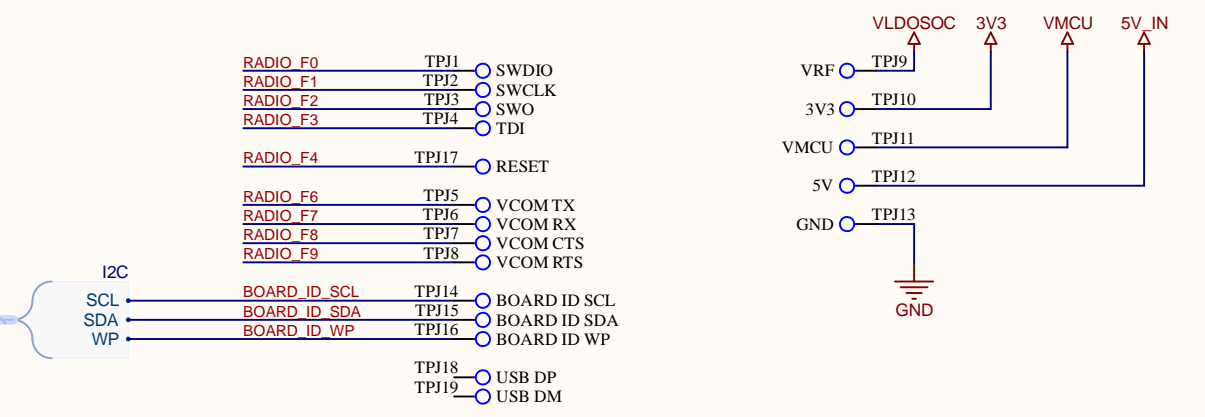 VLDOSOC 3V3 VMCU 5V_IN
RADIO_F0 TPJ1 SWDIO
RADIO_F1 TPJ2 SWCLK
RADIO_F2 TPJ3 SWO
RADIO_F3 TPJ4 TDI
RADIO_F4 TPJ17 RESET
RADIO_F6 TPJ5 VCOM TX
RADIO_F7 TPJ6 VCOM RX
RADIO_F8 TPJ7 VCOM CTS
RADIO_F9 TPJ8 VCOM RTS
I2C
SCL BOARD_ID_SCL TPJ14 BOARD ID SCL
SDA BOARD_ID_SDA TPJ15 BOARD ID SDA
WP BOARD_ID_WP TPJ16 BOARD ID WP
TPJ18 USB DP
TPJ19 USB DM
VRF TPJ9
3V3 TPJ10
VMCU TPJ11
5V TPJ12
GND TPJ13
GND